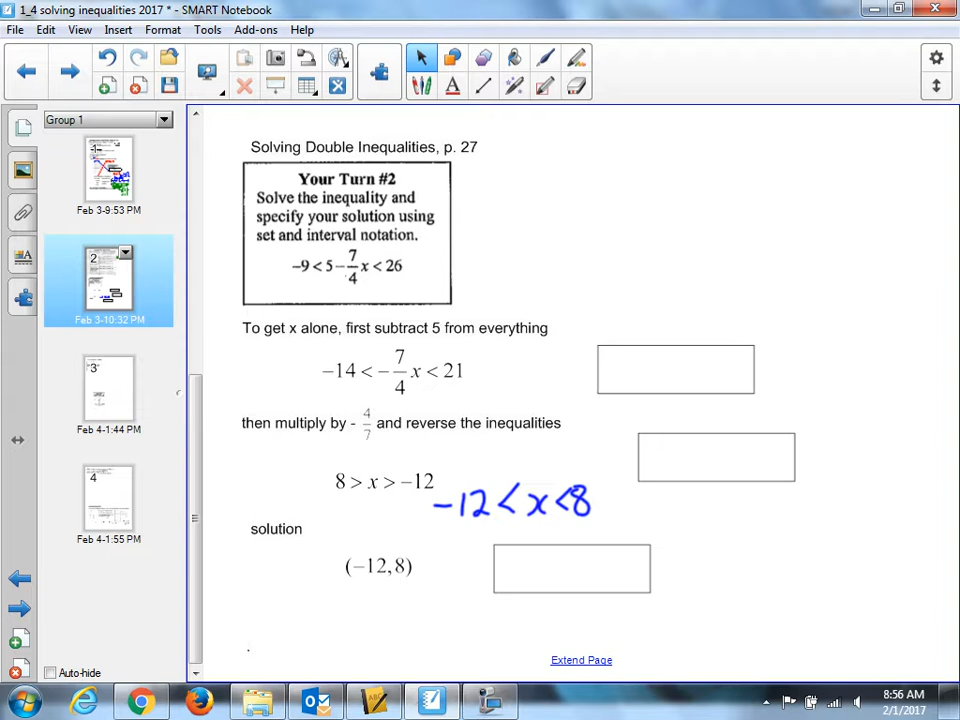 1_4 solving inequalities 2017 * - SMART Notebook
File Edit View Insert Format Tools Add-ons Help
Group 1
Feb 3-9:53 PM
2
Feb 3-10:32 PM
3
Feb 4-1:44 PM
4
Feb 4-1:55 PM
Auto-hide
Solving Double Inequalities, p. 27
Your Turn #2
Solve the inequality and
specify your solution using
set and interval notation.
-9 < 5 - 7/4 x < 26
To get x alone, first subtract 5 from everything
-14 < - 7/4 x < 21
then multiply by - 4/7 and reverse the inequalities
8 > x > -12
-12 < x < 8
solution
(-12, 8)
Extend Page
8:56 AM
2/1/2017